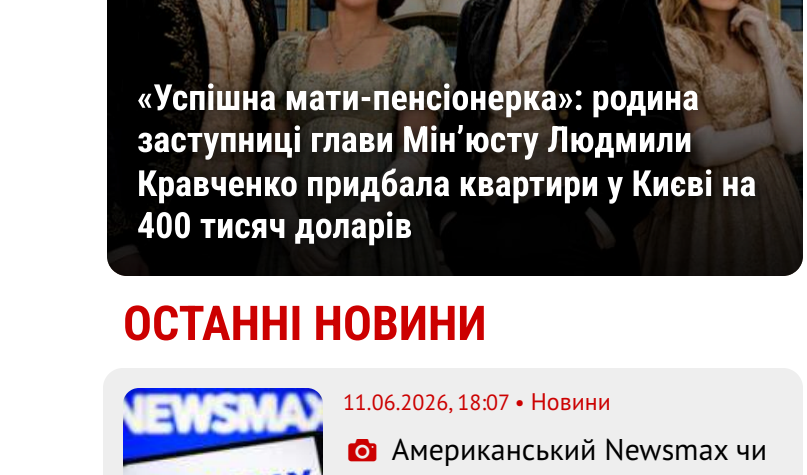 «Успішна мати-пенсіонерка»: родина
заступниці глави Мін’юсту Людмили
Кравченко придбала квартири у Києві на
400 тисяч доларів
ОСТАННІ НОВИНИ
NEWSMAX
11.06.2026, 18:07 • Новини
Американський Newsmax чи